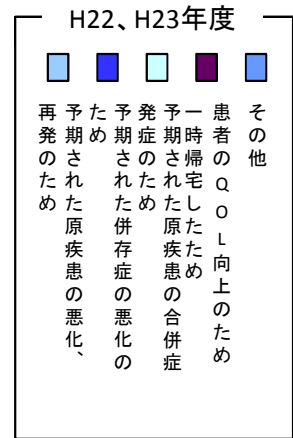 H22、H23年度
その他
患者のＱＯＬ向上のため
一時帰宅したため
予期された原疾患の合併症
発症のため
予期された併存症の悪化の
ため
予期された原疾患の悪化、
再発のため